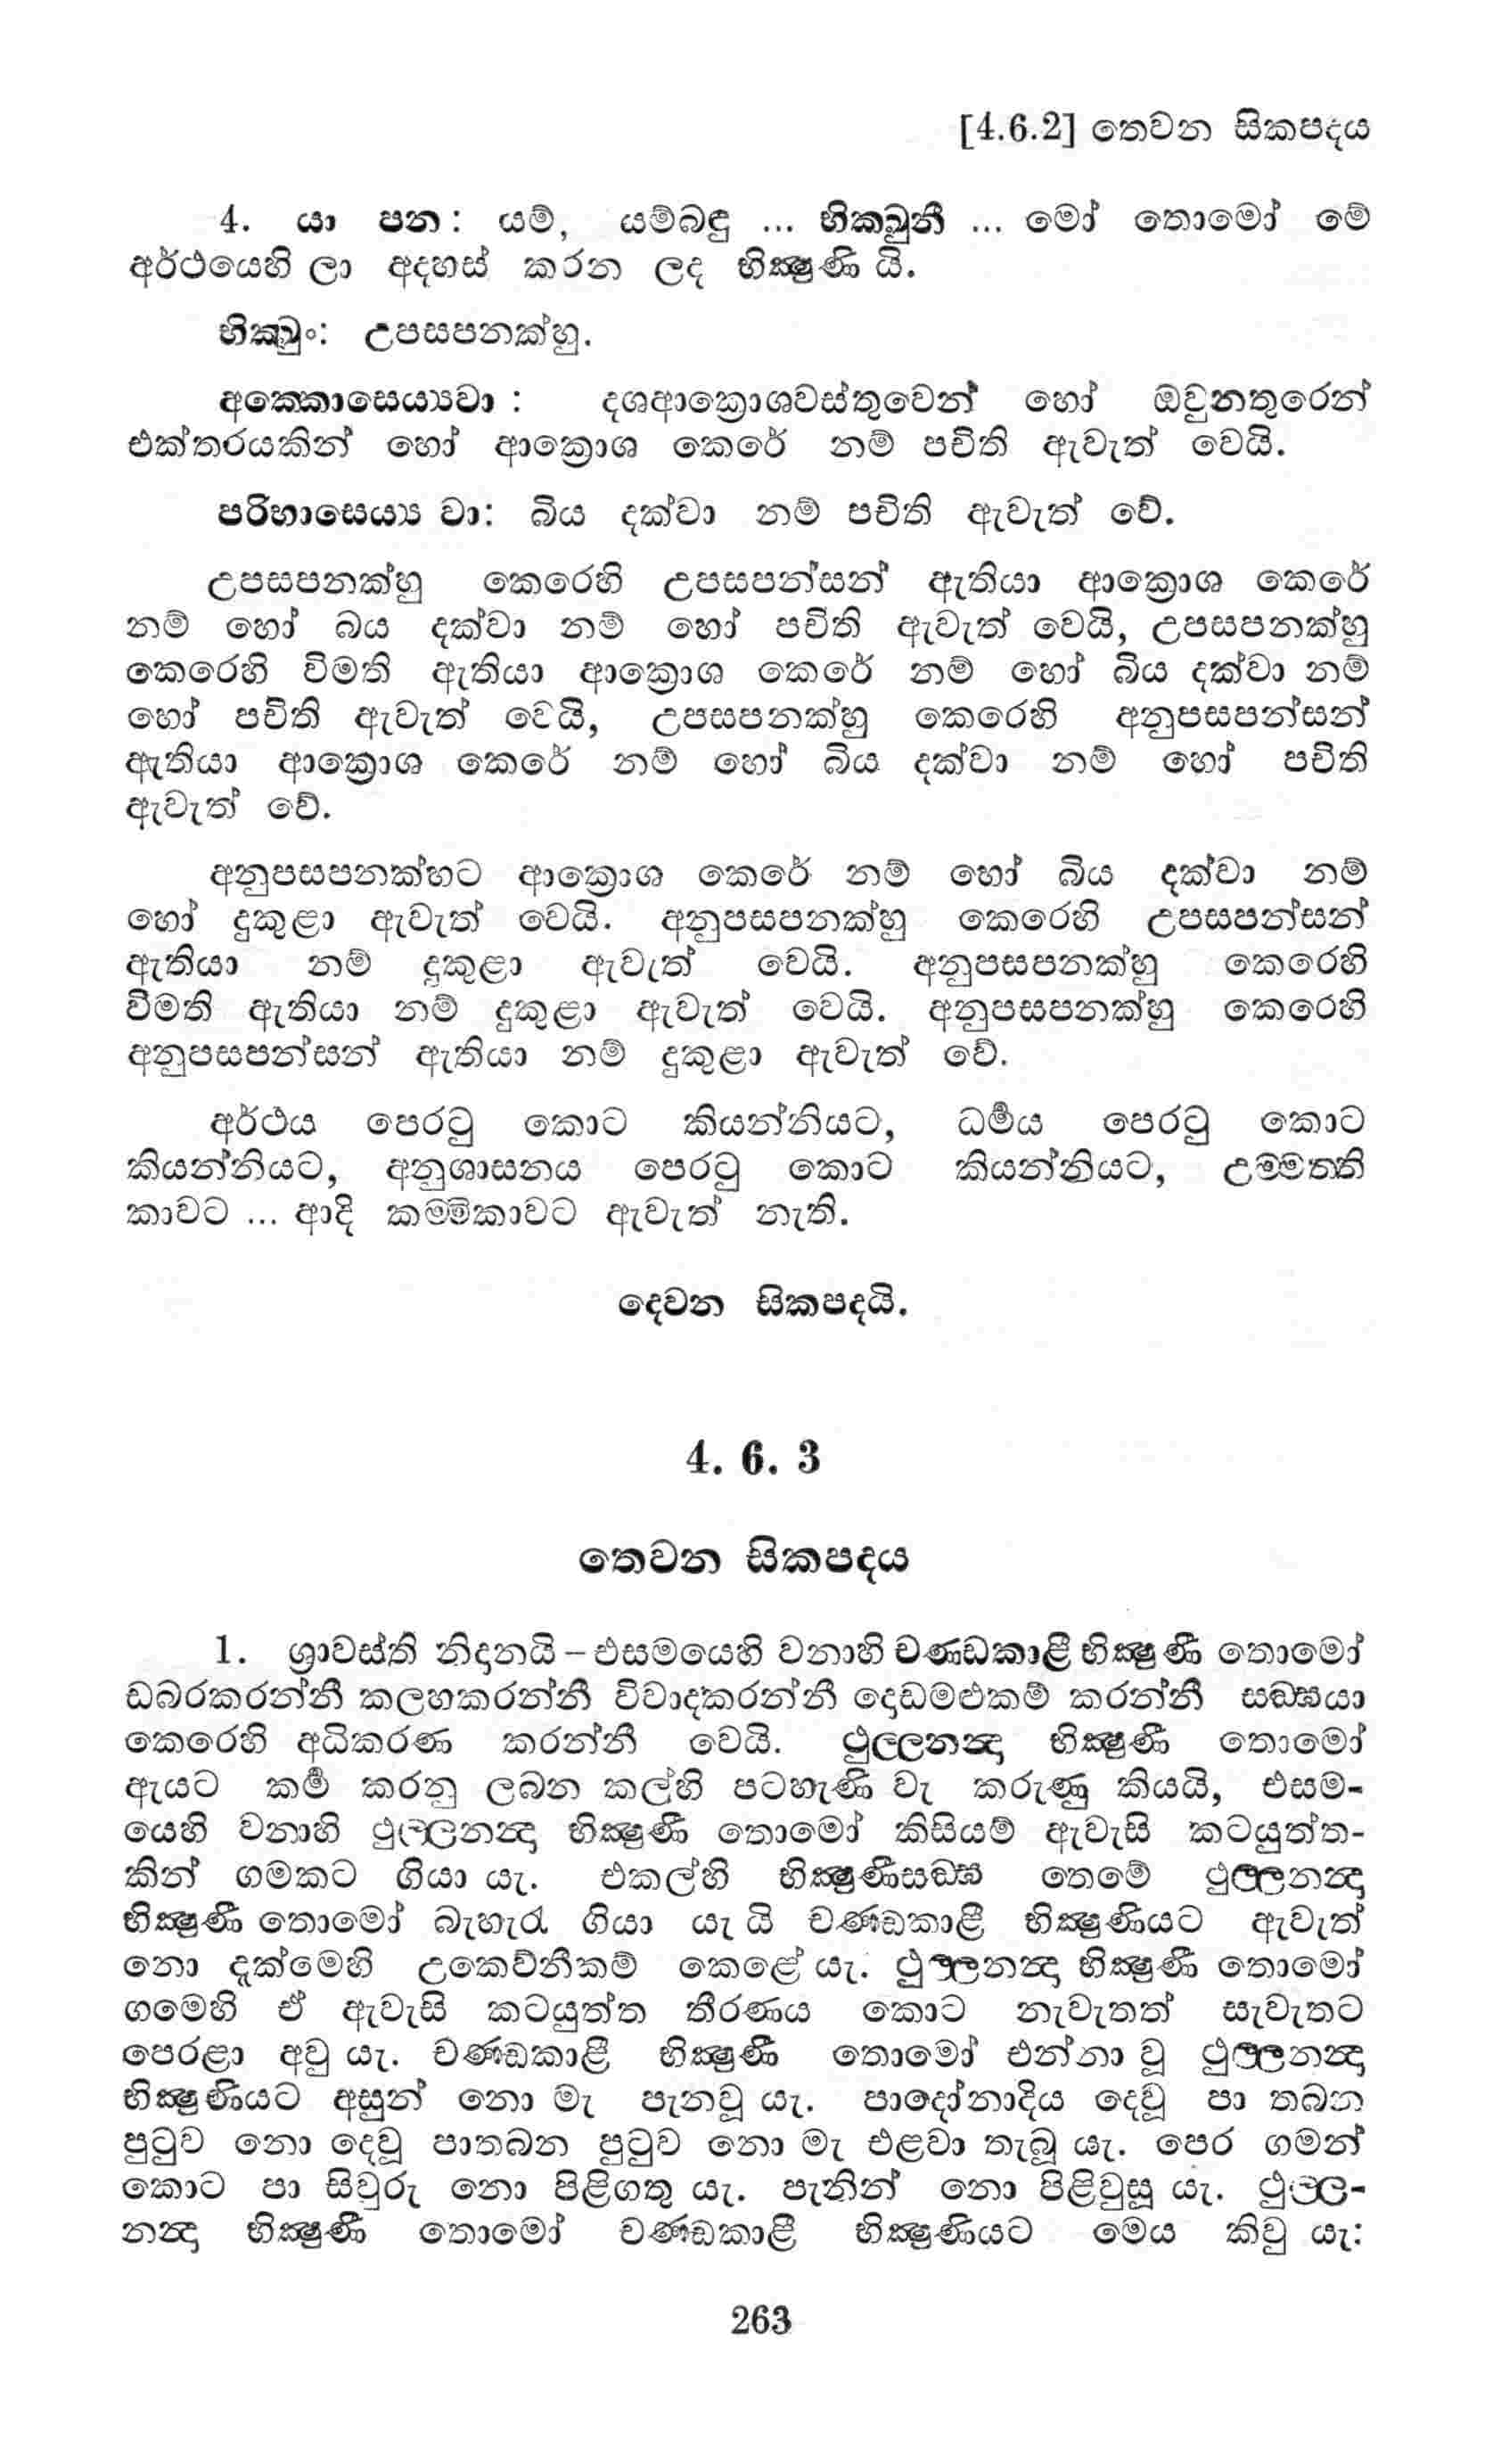 [4.6.2] තෙවන සිකපදය
4. යා පන: යම්, යම්බඳු ... භික්ඛුනී ... මෝ තොමෝ මේ
අර්ථයෙහි ලා අදහස් කරන ලද භික්‍ෂුණි යි.
භික්ඛුං: උපසපනක්හු.
අක්කොසෙය්‍යවා : දශආක්‍රොශවස්තුවෙන් හෝ ඔවුනතුරෙන්
එක්තරයකින් හෝ ආක්‍රොශ කෙරේ නම් පචිති ඇවැත් වෙයි.
පරිභාසෙය්‍ය වා: බිය දක්වා නම් පචිති ඇවැත් වේ.
උපසපනක්හු කෙරෙහි උපසපන්සන් ඇතියා ආක්‍රොශ කෙරේ
නම් හෝ බය දක්වා නම් හෝ පචිති ඇවැත් වෙයි, උපසපනක්හු
කෙරෙහි විමති ඇතියා ආක්‍රොශ කෙරේ නම් හෝ බිය දක්වා නම්
හෝ පචිති ඇවැත් වෙයි, උපසපනක්හු කෙරෙහි අනුපසපන්සන්
ඇතියා ආක්‍රොශ කෙරේ නම් හෝ බිය දක්වා නම් හෝ පචිති
ඇවැත් වේ.
අනුපසපනක්හට ආක්‍රොශ කෙරේ නම් හෝ බිය දක්වා නම්
හෝ දුකුළා ඇවැත් වෙයි. අනුපසපනක්හු කෙරෙහි උපසපන්සන්
ඇතියා නම් දුකුළා ඇවැත් වෙයි. අනුපසපනක්හු කෙරෙහි
විමති ඇතියා නම් දුකුළා ඇවැත් වෙයි. අනුපසපනක්හු කෙරෙහි
අනුපසපන්සන් ඇතියා නම් දුකුළා ඇවැත් වේ.
අර්ථය පෙරටු කොට කියන්නියට, ධර්‍මය පෙරටු කොට
කියන්නියට, අනුශාසනය පෙරටු කොට කියන්නියට, උම්මත්ති
කාවට ... ආදි කම්මිකාවට ඇවැත් නැති.
දෙවන සිකපදයි.
4. 6. 3
තෙවන සිකපදය
1. ශ්‍රාවස්ති නිදානයි – එසමයෙහි වනාහි චණ්ඩකාළී භික්‍ෂුණී තොමෝ
ඩබරකරන්නී කලහකරන්නී විවාදකරන්නී දොඩමළුකම් කරන්නී සඞ්ඝයා
කෙරෙහි අධිකරණ කරන්නී වෙයි. ථුල්ලනන්‍දා භික්‍ෂුණී තොමෝ
ඇයට කර්‍ම කරනු ලබන කල්හි පටහැණි වැ කරුණු කියයි, එසම-
යෙහි වනාහි ථුල්ලනන්‍දා භික්‍ෂුණී තොමෝ කිසියම් ඇවැසි කටයුත්ත-
කින් ගමකට ගියා යැ. එකල්හි භික්‍ෂුණීසඞ්ඝ තෙමේ ථුල්ලනන්‍දා
භික්‍ෂුණී තොමෝ බැහැරැ ගියා යැ යි චණ්ඩකාළී භික්‍ෂුණියට ඇවැත්
නො දැක්මෙහි උකෙව්නීකම් කෙළේ යැ. ථුල්ලනන්‍දා භික්‍ෂුණී තොමෝ
ගමෙහි ඒ ඇවැසි කටයුත්ත තීරණය කොට නැවැතත් සැවැතට
පෙරළා අවු යැ. චණ්ඩකාළී භික්‍ෂුණී තොමෝ එන්නා වූ ථුල්ලනන්‍දා
භික්‍ෂුණියට අසුන් නො මැ පැනවූ යැ. පාදෝනාදිය දෙවූ පා තබන
පුටුව නො දෙවූ පාතබන පුටුව නො මැ එළවා තැබූ යැ. පෙර ගමන්
කොට පා සිවුරු නො පිළිගතු යැ. පැනින් නො පිළිවුසූ යැ. ථුල්ල-
නන්‍දා භික්‍ෂුණී තොමෝ චණ්ඩකාළී භික්‍ෂුණියට මෙය කිවු යැ:
263